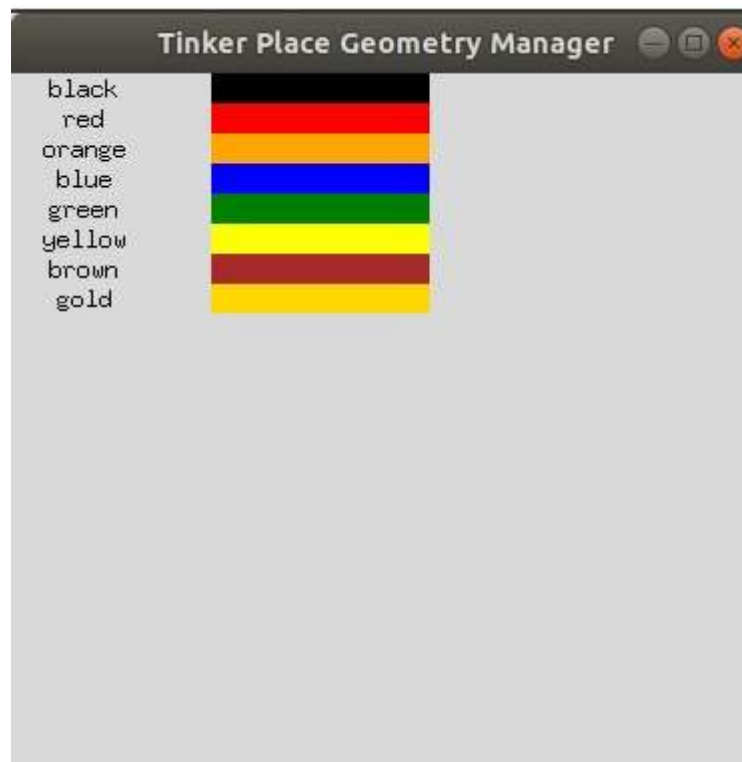 Tinker Place Geometry Manager
black
red
orange
blue
green
yellow
brown
gold